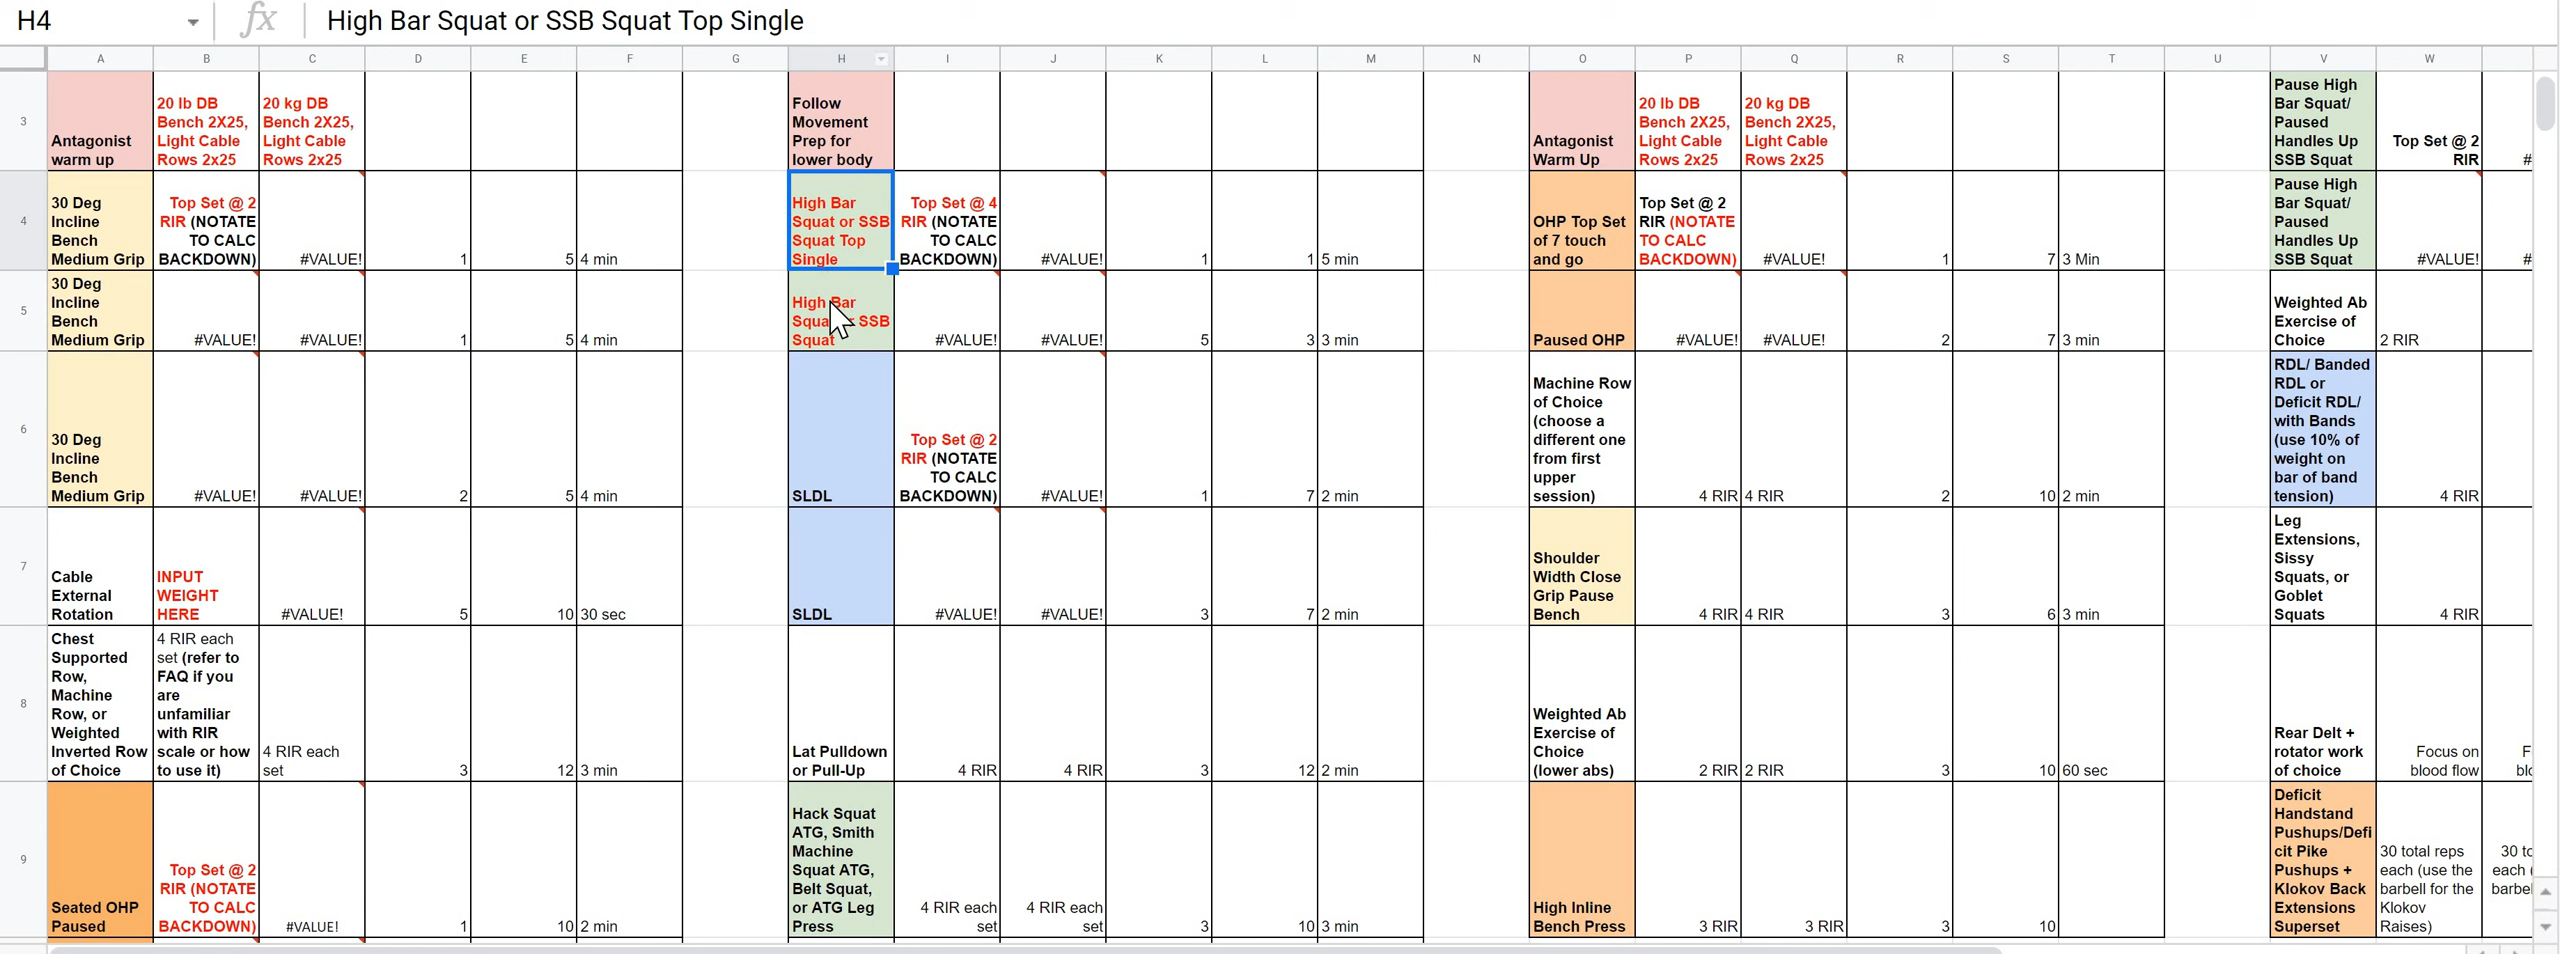 H4
fx
High Bar Squat or SSB Squat Top Single
A B C D E F G H I J K L M N O P Q R S T U V W
3
Antagonist
warm up
20 lb DB
Bench 2X25,
Light Cable
Rows 2x25
20 kg DB
Bench 2X25,
Light Cable
Rows 2x25
Follow
Movement
Prep for
lower body
Antagonist
Warm Up
20 lb DB
Bench 2X25,
Light Cable
Rows 2x25
20 kg DB
Bench 2X25,
Light Cable
Rows 2x25
Pause High
Bar Squat/
Paused
Handles Up
SSB Squat
Top Set @ 2
RIR
#
4
30 Deg
Incline
Bench
Medium Grip
Top Set @ 2
RIR (NOTATE
TO CALC
BACKDOWN)
#VALUE!
1
5
4 min
High Bar
Squat or SSB
Squat Top
Single
Top Set @ 4
RIR (NOTATE
TO CALC
BACKDOWN)
#VALUE!
1
1
5 min
OHP Top Set
of 7 touch
and go
Top Set @ 2
RIR (NOTATE
TO CALC
BACKDOWN)
#VALUE!
1
7
3 Min
Pause High
Bar Squat/
Paused
Handles Up
SSB Squat
#VALUE!
#
5
30 Deg
Incline
Bench
Medium Grip
#VALUE!
#VALUE!
1
5
4 min
High Bar
SSB
Squat
#VALUE!
#VALUE!
5
3
3 min
Paused OHP
#VALUE!
#VALUE!
2
7
3 min
Weighted Ab
Exercise of
Choice
2 RIR
6
30 Deg
Incline
Bench
Medium Grip
#VALUE!
#VALUE!
2
5
4 min
SLDL
Top Set @ 2
RIR (NOTATE
TO CALC
BACKDOWN)
#VALUE!
1
7
2 min
Machine Row
of Choice
(choose a
different one
from first
upper
session)
4 RIR
4 RIR
2
10
2 min
RDL/ Banded
RDL or
Deficit RDL/
with Bands
(use 10% of
weight on
bar of band
tension)
4 RIR
7
Cable
External
Rotation
INPUT
WEIGHT
HERE
#VALUE!
5
10
30 sec
SLDL
#VALUE!
#VALUE!
3
7
2 min
Shoulder
Width Close
Grip Pause
Bench
4 RIR
4 RIR
3
6
3 min
Leg
Extensions,
Sissy
Squats, or
Goblet
Squats
4 RIR
8
Chest
Supported
Row,
Machine
Row, or
Weighted
Inverted Row
of Choice
4 RIR each
set (refer to
FAQ if you
are
unfamiliar
with RIR
scale or how
to use it)
4 RIR each
set
3
12
3 min
Lat Pulldown
or Pull-Up
4 RIR
4 RIR
3
12
2 min
Weighted Ab
Exercise of
Choice
(lower abs)
2 RIR
2 RIR
3
10
60 sec
Rear Delt +
rotator work
of choice
Focus on
blood flow
F
blo
9
Seated OHP
Paused
Top Set @ 2
RIR (NOTATE
TO CALC
BACKDOWN)
#VALUE!
1
10
2 min
Hack Squat
ATG, Smith
Machine
Squat ATG,
Belt Squat,
or ATG Leg
Press
4 RIR each
set
4 RIR each
set
3
10
3 min
High Inline
Bench Press
3 RIR
3 RIR
3
10
Deficit
Handstand
Pushups/Defi
cit Pike
Pushups +
Klokov Back
Extensions
Superset
30 total reps
each (use the
barbell for the
Klokov
Raises)
30 to
each (
barbel